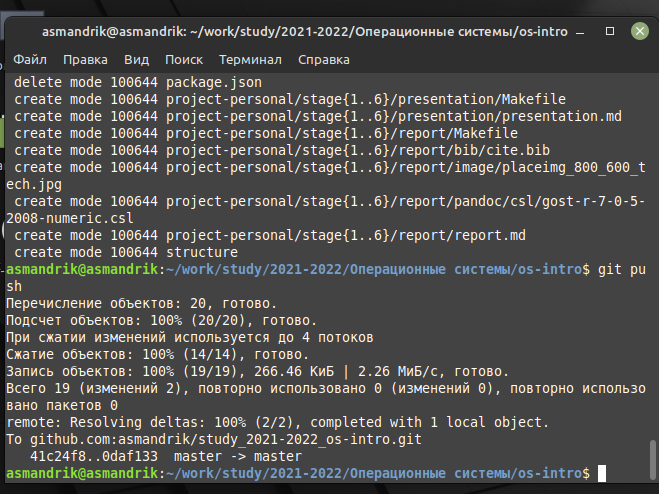 asmandrik@asmandrik: ~/work/study/2021-2022/Операционные системы/os-intro
Файл Правка Вид Поиск Терминал Справка
delete mode 100644 package.json
create mode 100644 project-personal/stage{1..6}/presentation/Makefile
create mode 100644 project-personal/stage{1..6}/presentation/presentation.md
create mode 100644 project-personal/stage{1..6}/report/Makefile
create mode 100644 project-personal/stage{1..6}/report/bib/cite.bib
create mode 100644 project-personal/stage{1..6}/report/image/placeimg_800_600_t
ech.jpg
create mode 100644 project-personal/stage{1..6}/report/pandoc/csl/gost-r-7-0-5-
2008-numeric.csl
create mode 100644 project-personal/stage{1..6}/report/report.md
create mode 100644 structure
asmandrik@asmandrik:~/work/study/2021-2022/Операционные системы/os-intro$ git pu
sh
Перечисление объектов: 20, готово.
Подсчет объектов: 100% (20/20), готово.
При сжатии изменений используется до 4 потоков
Сжатие объектов: 100% (14/14), готово.
Запись объектов: 100% (19/19), 266.46 КиБ | 2.26 МиБ/с, готово.
Всего 19 (изменений 2), повторно использовано 0 (изменений 0), повторно использо
вано пакетов 0
remote: Resolving deltas: 100% (2/2), completed with 1 local object.
To github.com:asmandrik/study_2021-2022_os-intro.git
41c24f8..0daf133 master -> master
asmandrik@asmandrik:~/work/study/2021-2022/Операционные системы/os-intro$